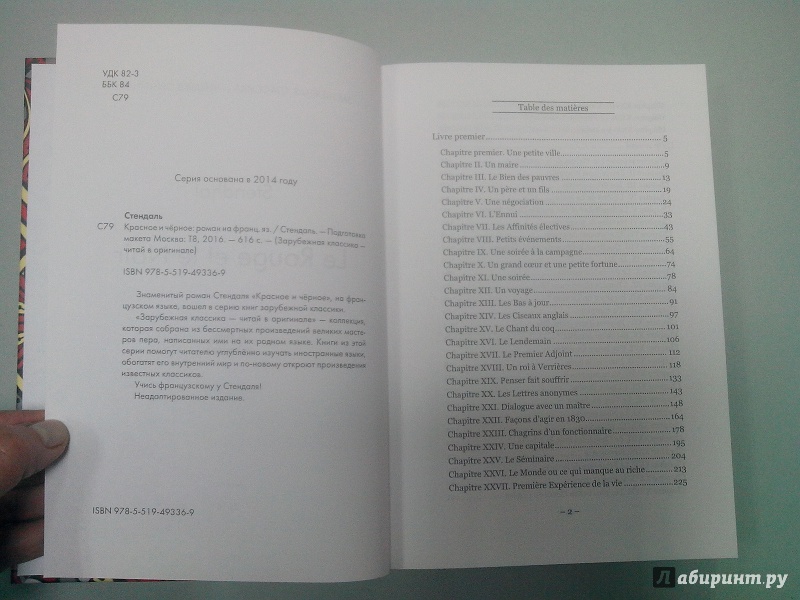 УДК 82-3
ББК 84
С79
Серия основана в 2014 году
Стендаль
С79 Красное и чёрное: роман на франц. яз. / Стендаль. — Подготовка
макета Москва: Т8, 2016. — 616 с. — (Зарубежная классика —
читай в оригинале)
ISBN 978-5-519-49336-9
Знаменитый роман Стендаля «Красное и чёрное», на фран-
цузском языке, вошел в серию книг зарубежной классики.
«Зарубежная классика — читай в оригинале» — коллекция,
которая собрана из бессмертных произведений великих масте-
ров пера, написанных ими на их родном языке. Книги из этой
серии помогут читателю углублённо изучать иностранные языки,
обогатят его внутренний мир и по-новому откроют произведения
известных классиков.
Учись французскому у Стендаля!
Неадаптированное издание.
ISBN 978-5-519-49336-9
Table des matières
Livre premier 5
Chapitre premier. Une petite ville 5
Chapitre II. Un maire 9
Chapitre III. Le Bien des pauvres 13
Chapitre IV. Un père et un fils 19
Chapitre V. Une négociation 24
Chapitre VI. L'Ennui 33
Chapitre VII. Les Affinités électives 43
Chapitre VIII. Petits événements 55
Chapitre IX. Une soirée à la campagne 64
Chapitre X. Un grand cœur et une petite fortune 74
Chapitre XI. Une soirée 78
Chapitre XII. Un voyage 84
Chapitre XIII. Les Bas à jour 91
Chapitre XIV. Les Ciseaux anglais 97
Chapitre XV. Le Chant du coq 101
Chapitre XVI. Le Lendemain 106
Chapitre XVII. Le Premier Adjoint 112
Chapitre XVIII. Un roi à Verrières 118
Chapitre XIX. Penser fait souffrir 133
Chapitre XX. Les Lettres anonymes 143
Chapitre XXI. Dialogue avec un maître 148
Chapitre XXII. Façons d'agir en 1830 164
Chapitre XXIII. Chagrins d'un fonctionnaire 178
Chapitre XXIV. Une capitale 195
Chapitre XXV. Le Séminaire 204
Chapitre XXVI. Le Monde ou ce qui manque au riche 213
Chapitre XXVII. Première Expérience de la vie 225
– 2 –
Лабиринт.ру